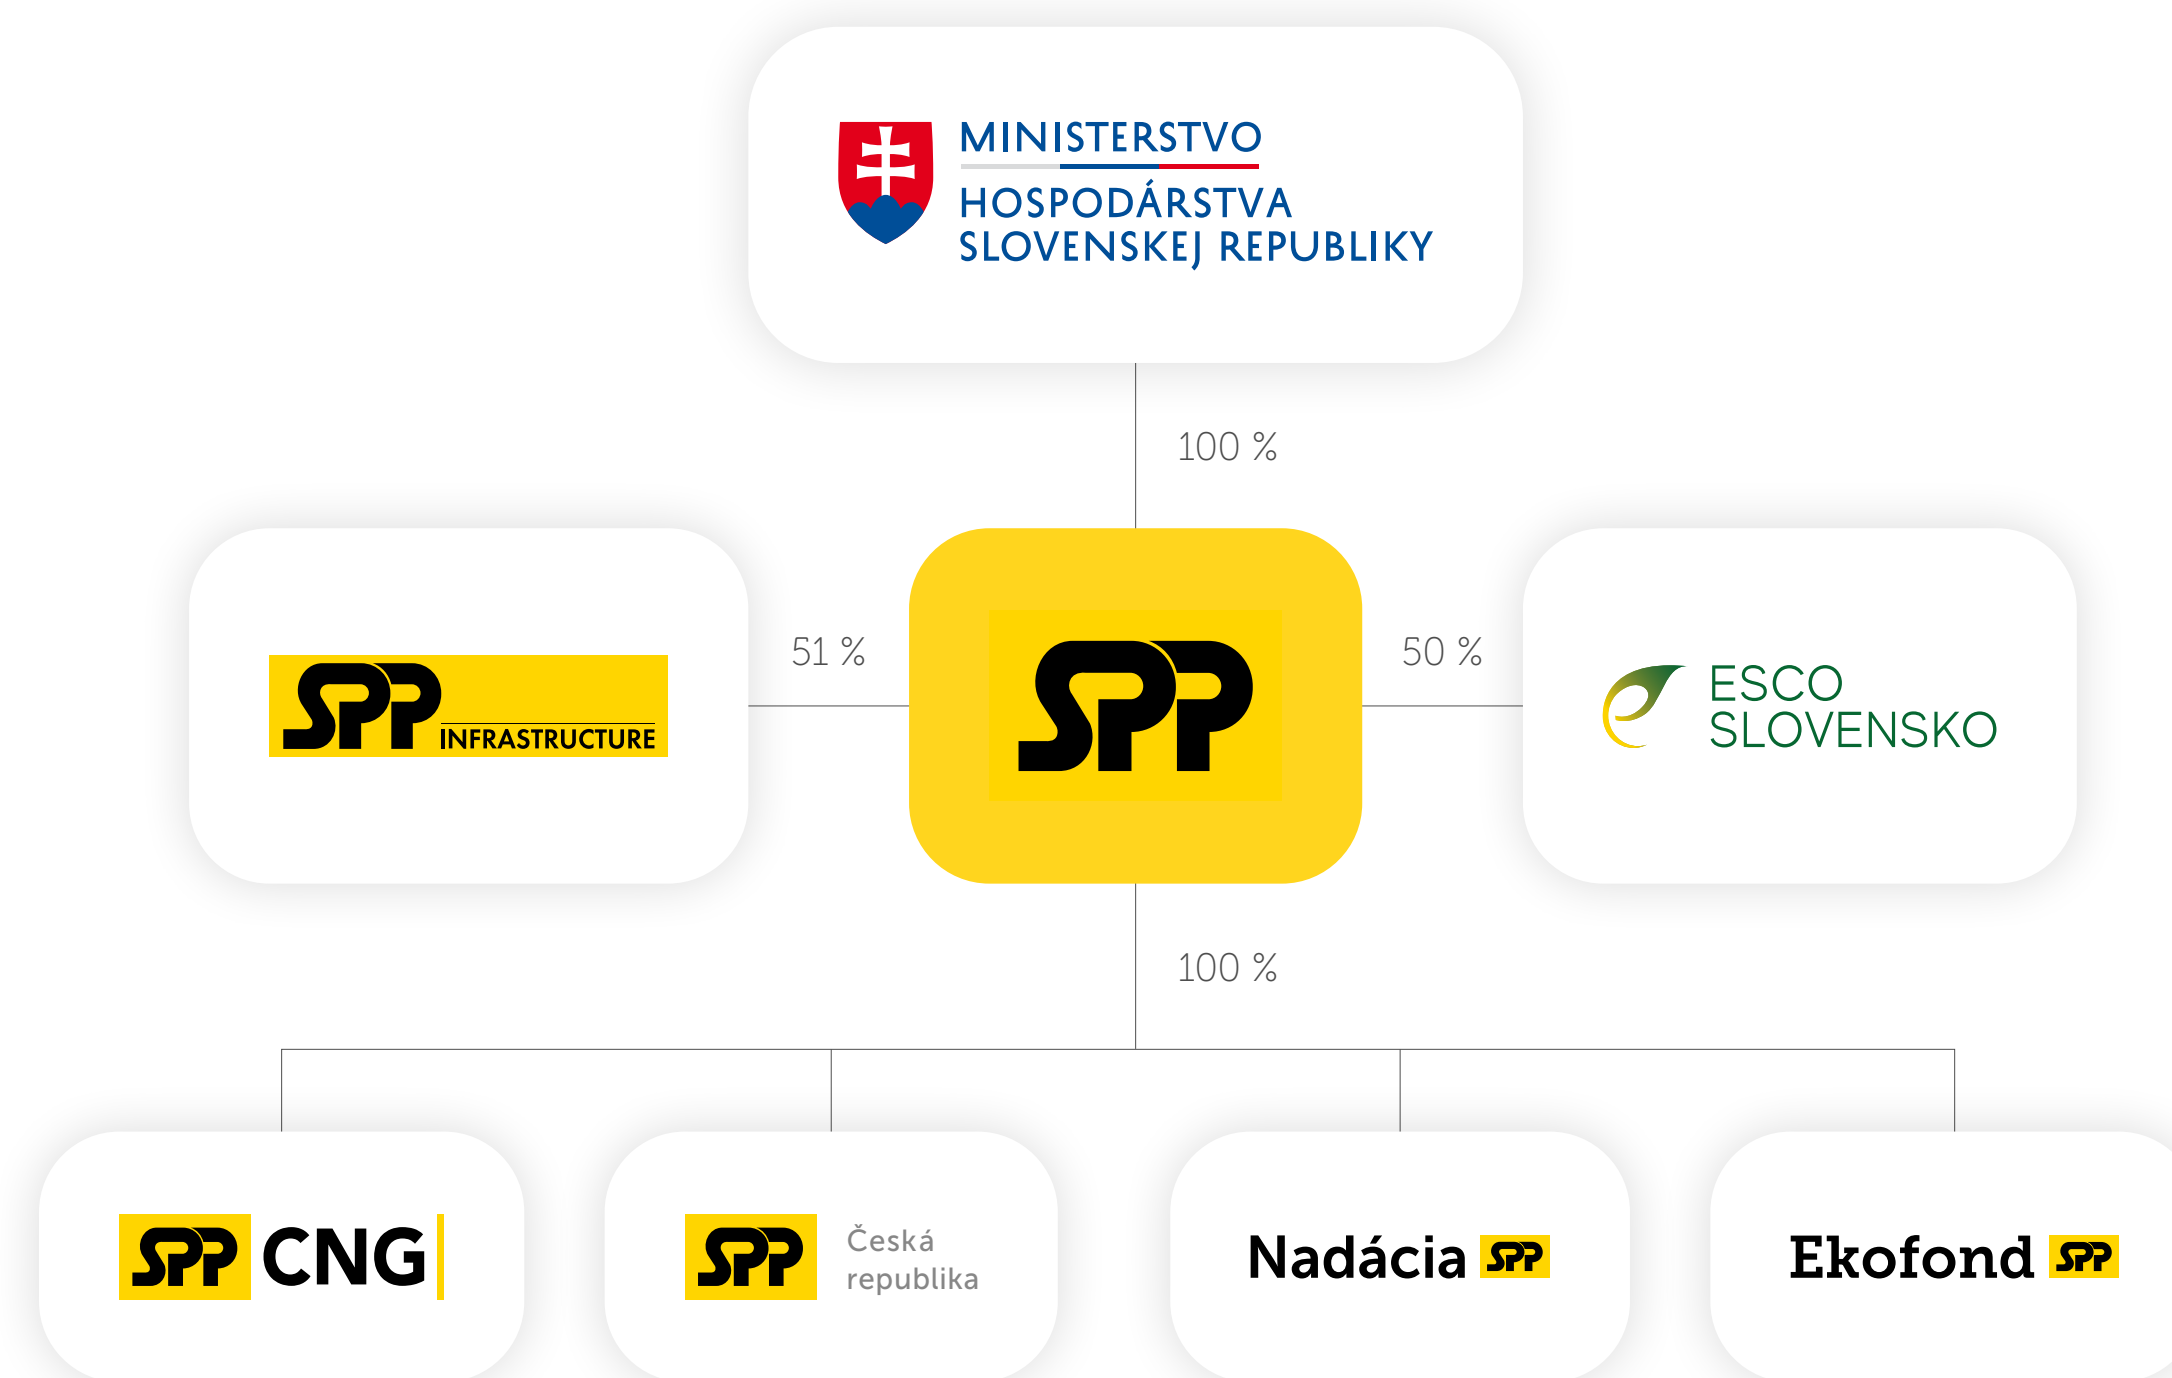 MINISTERSTVO
HOSPODÁRSTVA
SLOVENSKEJ REPUBLIKY
100 %
SPP
INFRASTRUCTURE
51 %
SPP
50 %
ESCO
SLOVENSKO
100 %
SPP CNG
SPP
Česká
republika
Nadácia SPP
Ekofond SPP